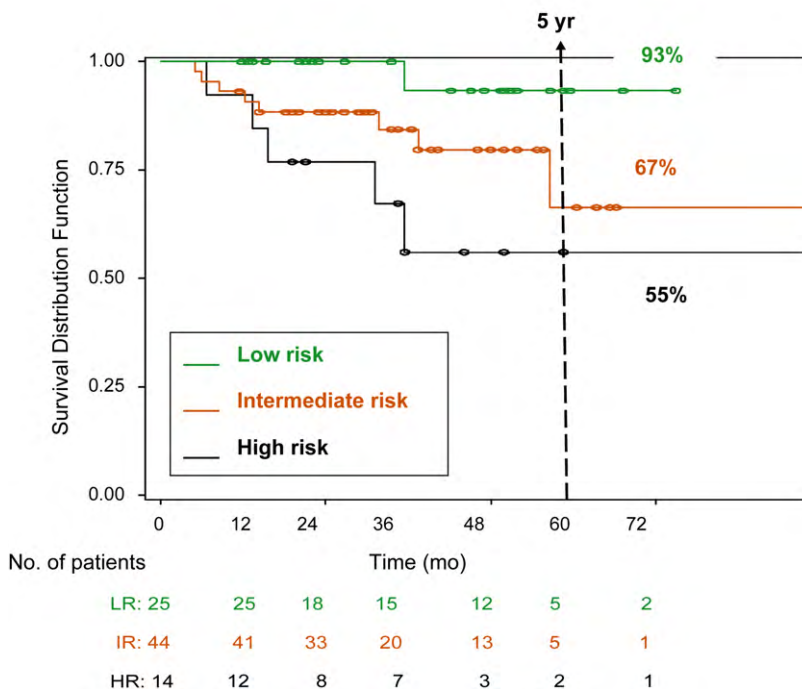 5 yr
93%
67%
55%
Survival Distribution Function
1.00
0.75
0.50
0.25
0.00
Low risk
Intermediate risk
High risk
0 12 24 36 48 60 72
No. of patients Time (mo)
LR: 25 25 18 15 12 5 2
IR: 44 41 33 20 13 5 1
HR: 14 12 8 7 3 2 1